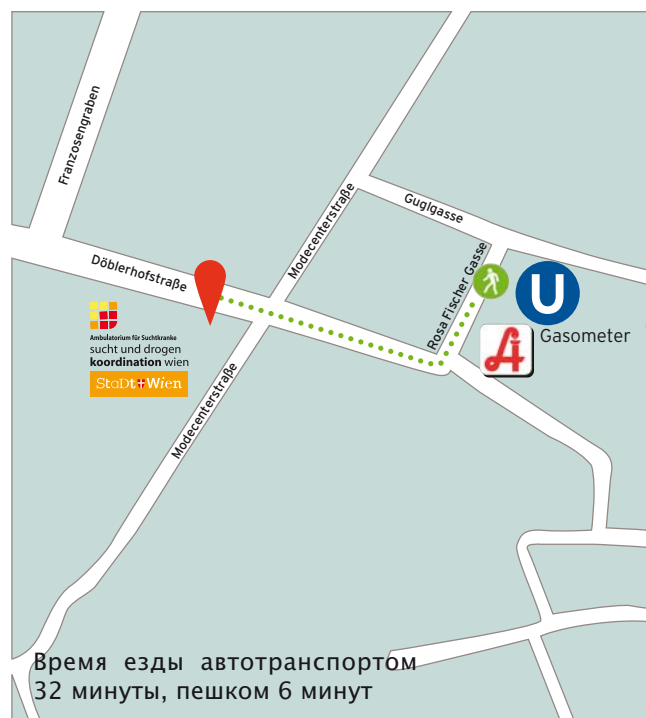 Franzosengraben
Guglgasse
Modecenterstraße
Döblerhofstraße
Rosa Fischer Gasse
U
Gasometer
A
Ambulatorium für Suchtkranke
sucht und drogen
koordination wien
StaDt Wien
Modecenterstraße
Время езды автотранспортом
32 минуты, пешком 6 минут